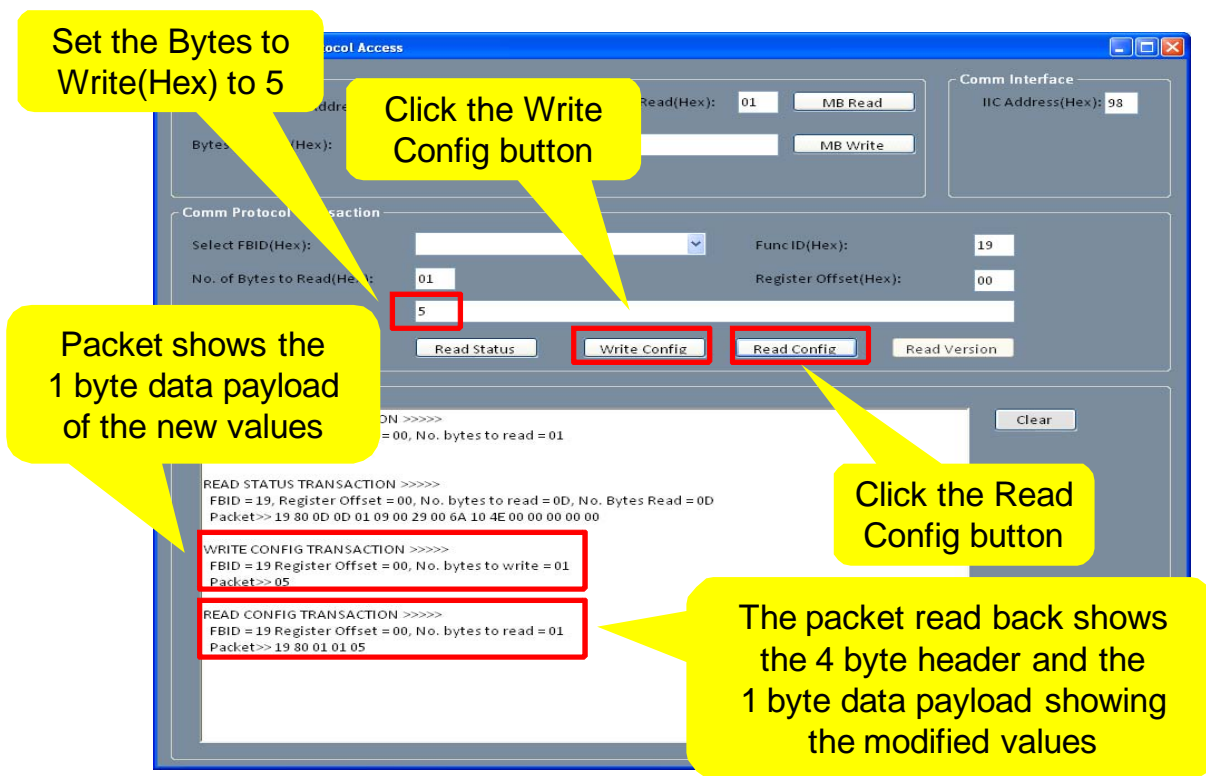 Set the Bytes to
Write(Hex) to 5
ocol Access
Click the Write
Config button
Addre
Read(Hex): 01 MB Read
Comm Interface
IIC Address(Hex): 98
Bytes (Hex):
MB Write
Comm Protocol saction
Select FBID(Hex):
Func ID(Hex): 19
No. of Bytes to Read(Hex): 01
Register Offset(Hex): 00
5
Read Status Write Config Read Config Read Version
Packet shows the
1 byte data payload
of the new values
ON >>>>>
= 00, No. bytes to read = 01
Clear
READ STATUS TRANSACTION >>>>>
FBID = 19, Register Offset = 00, No. bytes to read = 0D, No. Bytes Read = 0D
Packet>> 19 80 0D 0D 01 09 00 29 00 6A 10 4E 00 00 00 00 00
Click the Read
Config button
WRITE CONFIG TRANSACTION >>>>>
FBID = 19 Register Offset = 00, No. bytes to write = 01
Packet>> 05
READ CONFIG TRANSACTION >>>>>
FBID = 19 Register Offset = 00, No. bytes to read = 01
Packet>> 19 80 01 01 05
The packet read back shows
the 4 byte header and the
1 byte data payload showing
the modified values